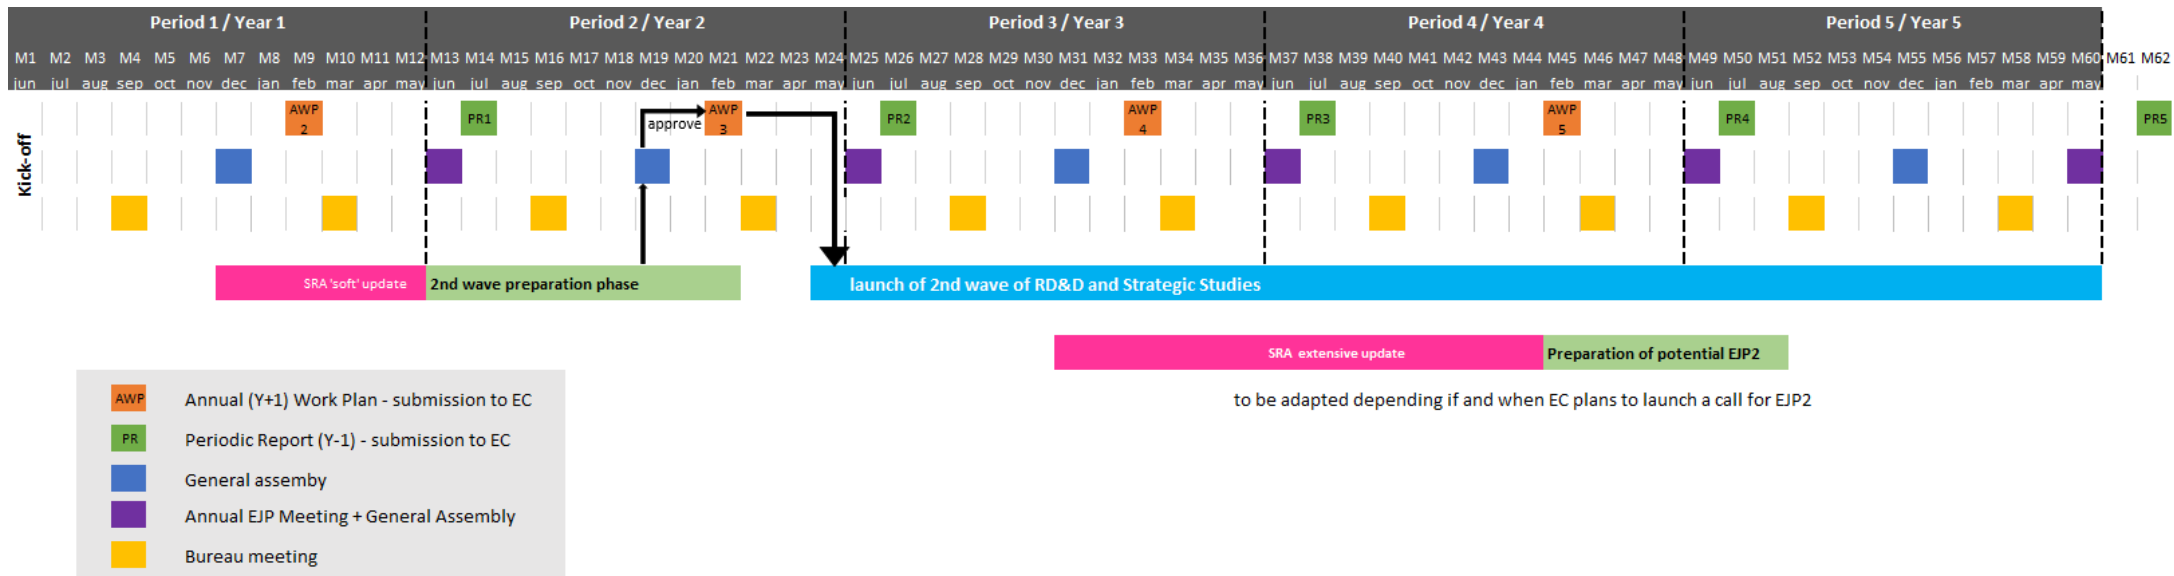 Period 1 / Year 1 Period 2 / Year 2 Period 3 / Year 3 Period 4 / Year 4 Period 5 / Year 5
M1 M2 M3 M4 M5 M6 M7 M8 M9 M10 M11 M12 M13 M14 M15 M16 M17 M18 M19 M20 M21 M22 M23 M24 M25 M26 M27 M28 M29 M30 M31 M32 M33 M34 M35 M36 M37 M38 M39 M40 M41 M42 M43 M44 M45 M46 M47 M48 M49 M50 M51 M52 M53 M54 M55 M56 M57 M58 M59 M60 M61 M62
jun jul aug sep oct nov dec jan feb mar apr may jun jul aug sep oct nov dec jan feb mar apr may jun jul aug sep oct nov dec jan feb mar apr may jun jul aug sep oct nov dec jan feb mar apr may jun jul aug sep oct nov dec jan feb mar apr may
Kick-off
AWP
2
PR1
approve
AWP
3
PR2
AWP
4
PR3
AWP
5
PR4
PR5
SRA 'soft' update
2nd wave preparation phase
launch of 2nd wave of RD&D and Strategic Studies
SRA extensive update
Preparation of potential EJP2
to be adapted depending if and when EC plans to launch a call for EJP2
AWP Annual (Y+1) Work Plan - submission to EC
PR Periodic Report (Y-1) - submission to EC
General assemby
Annual EJP Meeting + General Assembly
Bureau meeting